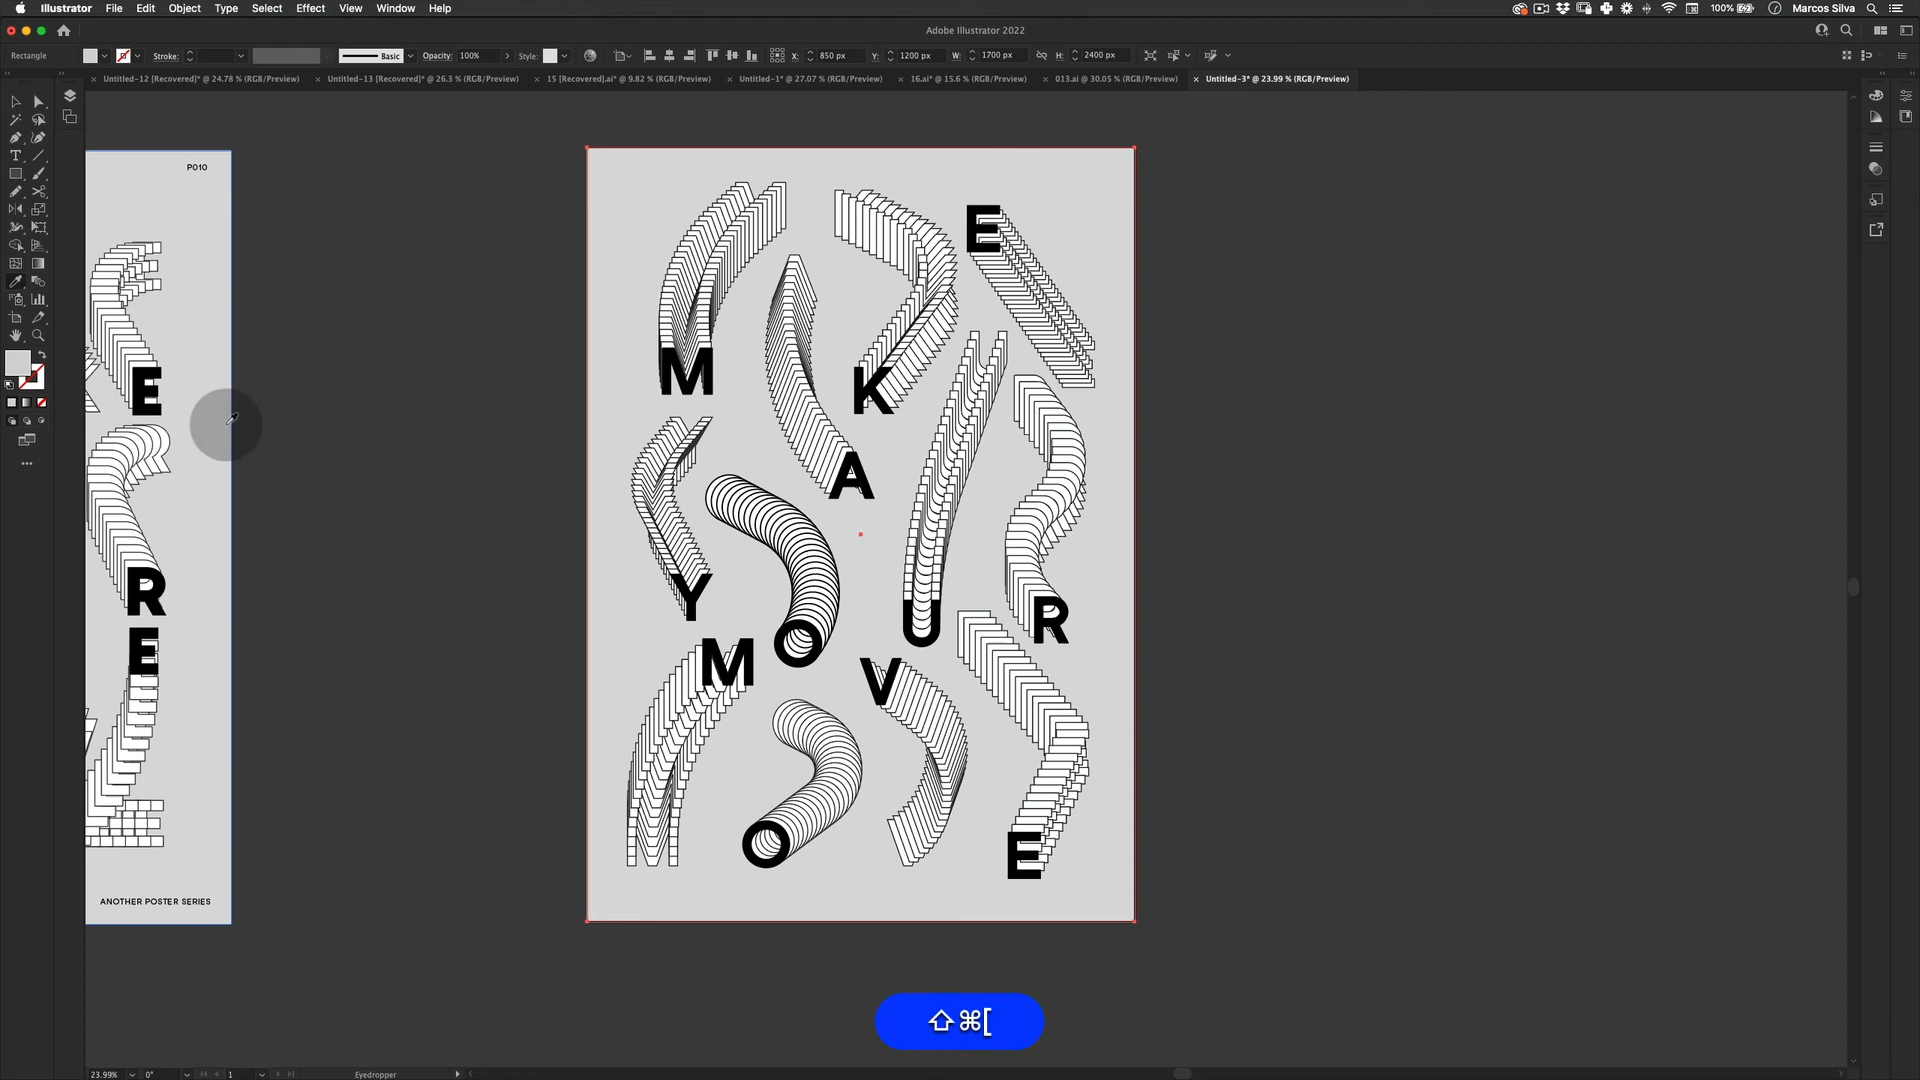 Illustrator File Edit Object Type Select Effect View Window Help
100% Marcos Silva
Adobe Illustrator 2022
Rectangle Stroke: Basic Opacity: 100% Style: X: 850 px Y: 1200 px W: 1700 px H: 2400 px
Untitled-12 [Recovered]* @ 24.78 % (RGB/Preview)
Untitled-13 [Recovered]* @ 26.3 % (RGB/Preview)
15 [Recovered].ai* @ 9.82 % (RGB/Preview)
Untitled-1* @ 27.07 % (RGB/Preview)
16.ai* @ 15.6 % (RGB/Preview)
013.ai @ 30.05 % (RGB/Preview)
Untitled-3* @ 23.99 % (RGB/Preview)
P010
E
R
E
ANOTHER POSTER SERIES
M A K E
Y O U R
M O V E
⇧⌘[
23.99% 0° 1 Eyedropper